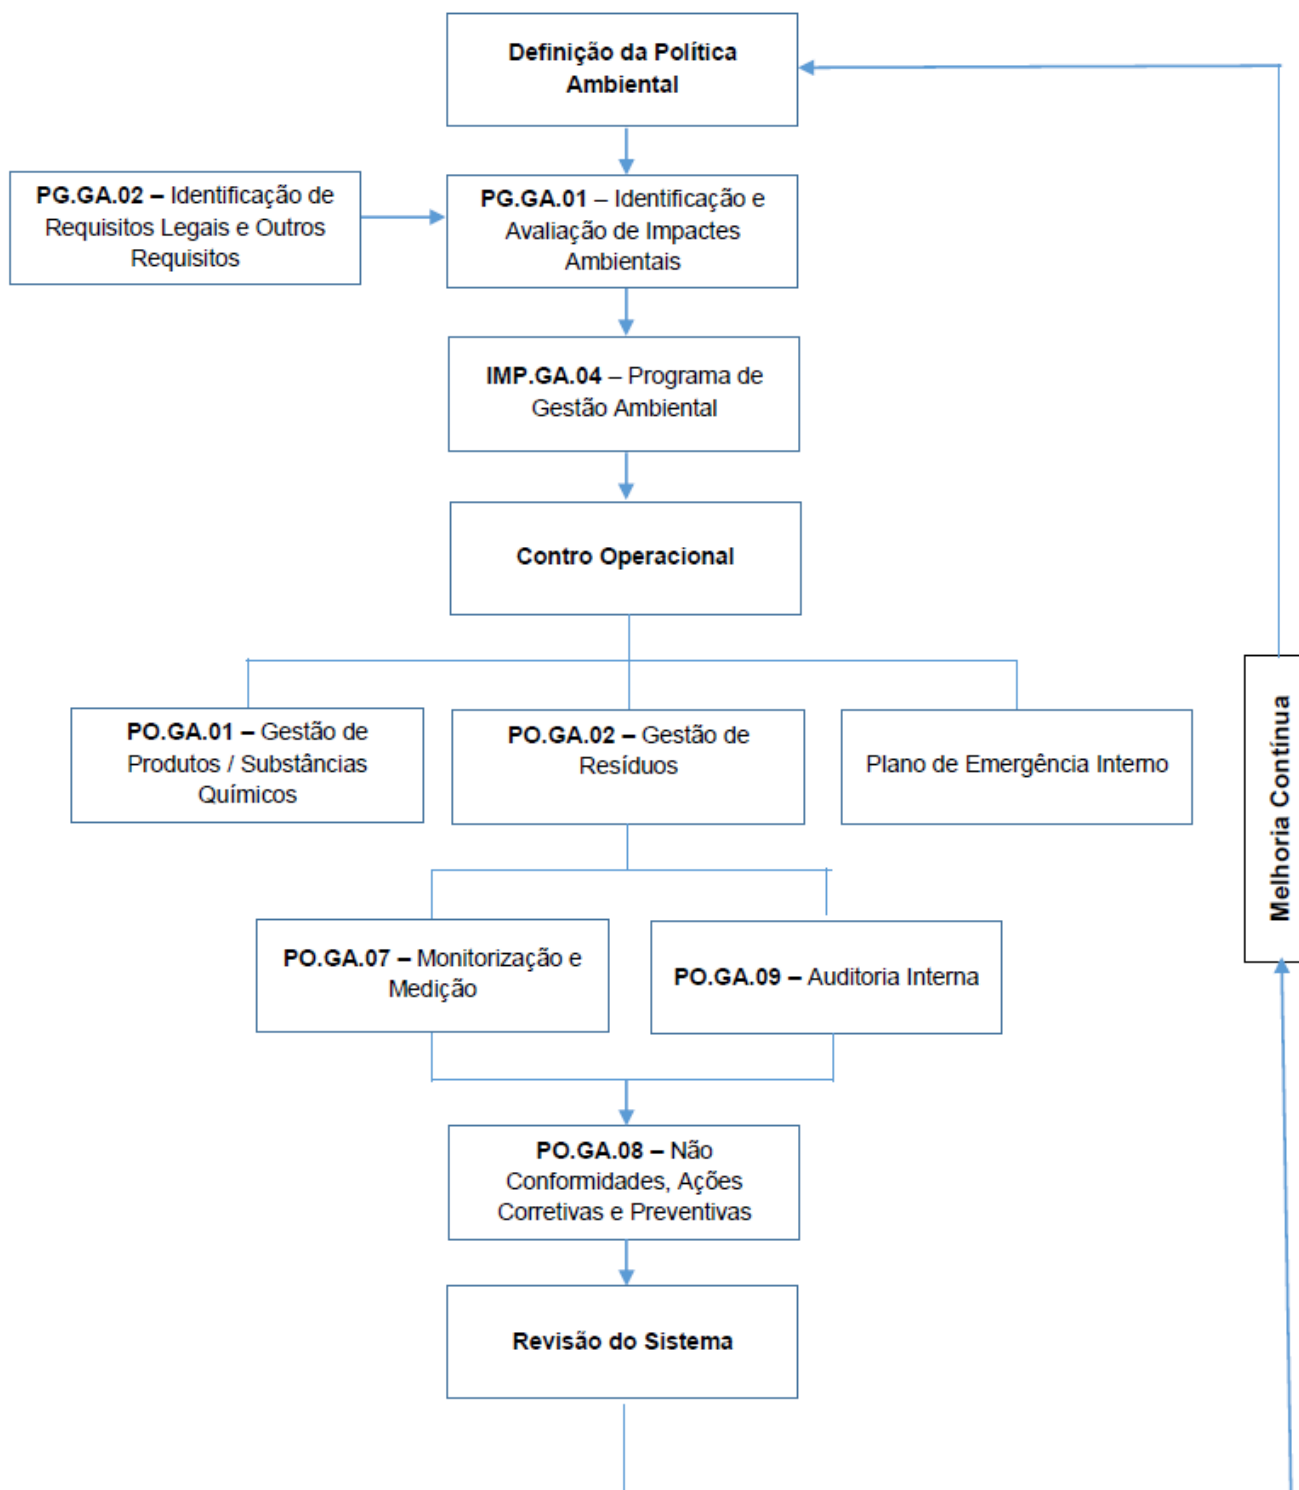 Definição da Política
Ambiental
PG.GA.02 – Identificação de
Requisitos Legais e Outros
Requisitos
PG.GA.01 – Identificação e
Avaliação de Impactes
Ambientais
IMP.GA.04 – Programa de
Gestão Ambiental
Contro Operacional
PO.GA.01 – Gestão de
Produtos / Substâncias
Químicos
PO.GA.02 – Gestão de
Resíduos
Plano de Emergência Interno
Melhoria Contínua
PO.GA.07 – Monitorização e
Medição
PO.GA.09 – Auditoria Interna
PO.GA.08 – Não
Conformidades, Ações
Corretivas e Preventivas
Revisão do Sistema